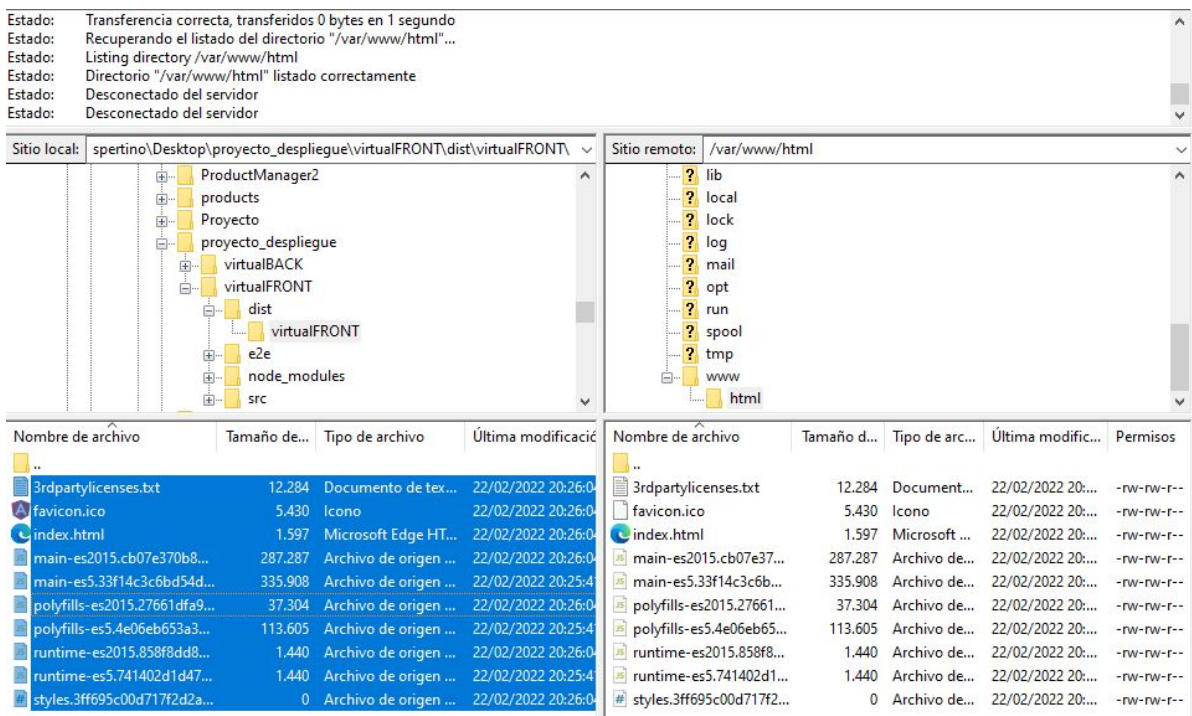 Estado: Transferencia correcta, transferidos 0 bytes en 1 segundo
Estado: Recuperando el listado del directorio "/var/www/html"...
Estado: Listing directory /var/www/html
Estado: Directorio "/var/www/html" listado correctamente
Estado: Desconectado del servidor
Estado: Desconectado del servidor
Sitio local: spertino\Desktop\proyecto_despliegue\virtualFRONT\dist\virtualFRONT\
ProductManager2
products
Proyecto
proyecto_despliegue
virtualBACK
virtualFRONT
dist
virtualFRONT
e2e
node_modules
src
Sitio remoto: /var/www/html
? lib
? local
? lock
? log
? mail
? opt
? run
? spool
? tmp
www
html
Nombre de archivo Tamaño de... Tipo de archivo Última modificació
..
3rdpartylicenses.txt 12.284 Documento de tex... 22/02/2022 20:26:04
favicon.ico 5.430 Icono 22/02/2022 20:26:04
index.html 1.597 Microsoft Edge HT... 22/02/2022 20:26:04
main-es2015.cb07e370b8... 287.287 Archivo de origen ... 22/02/2022 20:26:04
main-es5.33f14c3c6bd54d... 335.908 Archivo de origen ... 22/02/2022 20:25:41
polyfills-es2015.27661dfa9... 37.304 Archivo de origen ... 22/02/2022 20:26:04
polyfills-es5.4e06eb653a3... 113.605 Archivo de origen ... 22/02/2022 20:25:41
runtime-es2015.858f8dd8... 1.440 Archivo de origen ... 22/02/2022 20:26:04
runtime-es5.741402d1d47... 1.440 Archivo de origen ... 22/02/2022 20:25:41
styles.3ff695c00d717f2d2a... 0 Archivo de origen ... 22/02/2022 20:26:04
Nombre de archivo Tamaño d... Tipo de arc... Última modific... Permisos
..
3rdpartylicenses.txt 12.284 Document... 22/02/2022 20:... -rw-rw-r--
favicon.ico 5.430 Icono 22/02/2022 20:... -rw-rw-r--
index.html 1.597 Microsoft ... 22/02/2022 20:... -rw-rw-r--
main-es2015.cb07e37... 287.287 Archivo de... 22/02/2022 20:... -rw-rw-r--
main-es5.33f14c3c6b... 335.908 Archivo de... 22/02/2022 20:... -rw-rw-r--
polyfills-es2015.27661... 37.304 Archivo de... 22/02/2022 20:... -rw-rw-r--
polyfills-es5.4e06eb65... 113.605 Archivo de... 22/02/2022 20:... -rw-rw-r--
runtime-es2015.858f8... 1.440 Archivo de... 22/02/2022 20:... -rw-rw-r--
runtime-es5.741402d1... 1.440 Archivo de... 22/02/2022 20:... -rw-rw-r--
styles.3ff695c00d717f2... 0 Archivo de... 22/02/2022 20:... -rw-rw-r--